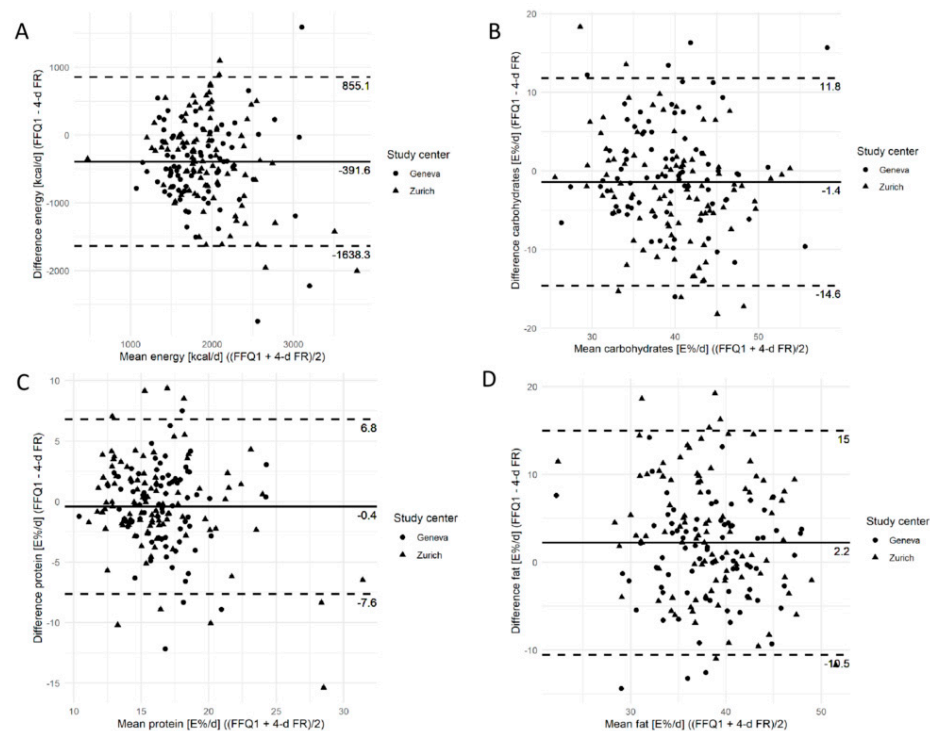 A
Difference energy [kcal/d] (FFQ1 - 4-d FR)
1000
0
-1000
-2000
855.1
-391.6
-1638.3
1000
2000
3000
Mean energy [kcal/d] ((FFQ1 + 4-d FR)/2)
Study center
Geneva
Zurich
B
Difference carbohydrates [E%/d] (FFQ1 - 4-d FR)
20
10
0
-10
-20
11.8
-1.4
-14.6
30
40
50
Mean carbohydrates [E%/d] ((FFQ1 + 4-d FR)/2)
Study center
Geneva
Zurich
C
Difference protein [E%/d] (FFQ1 - 4-d FR)
10
5
0
-5
-10
-15
6.8
-0.4
-7.6
10
15
20
25
30
Mean protein [E%/d] ((FFQ1 + 4-d FR)/2)
Study center
Geneva
Zurich
D
Difference fat [E%/d] (FFQ1 - 4-d FR)
20
10
0
-10
15
2.2
-10.5
30
40
50
Mean fat [E%/d] ((FFQ1 + 4-d FR)/2)
Study center
Geneva
Zurich